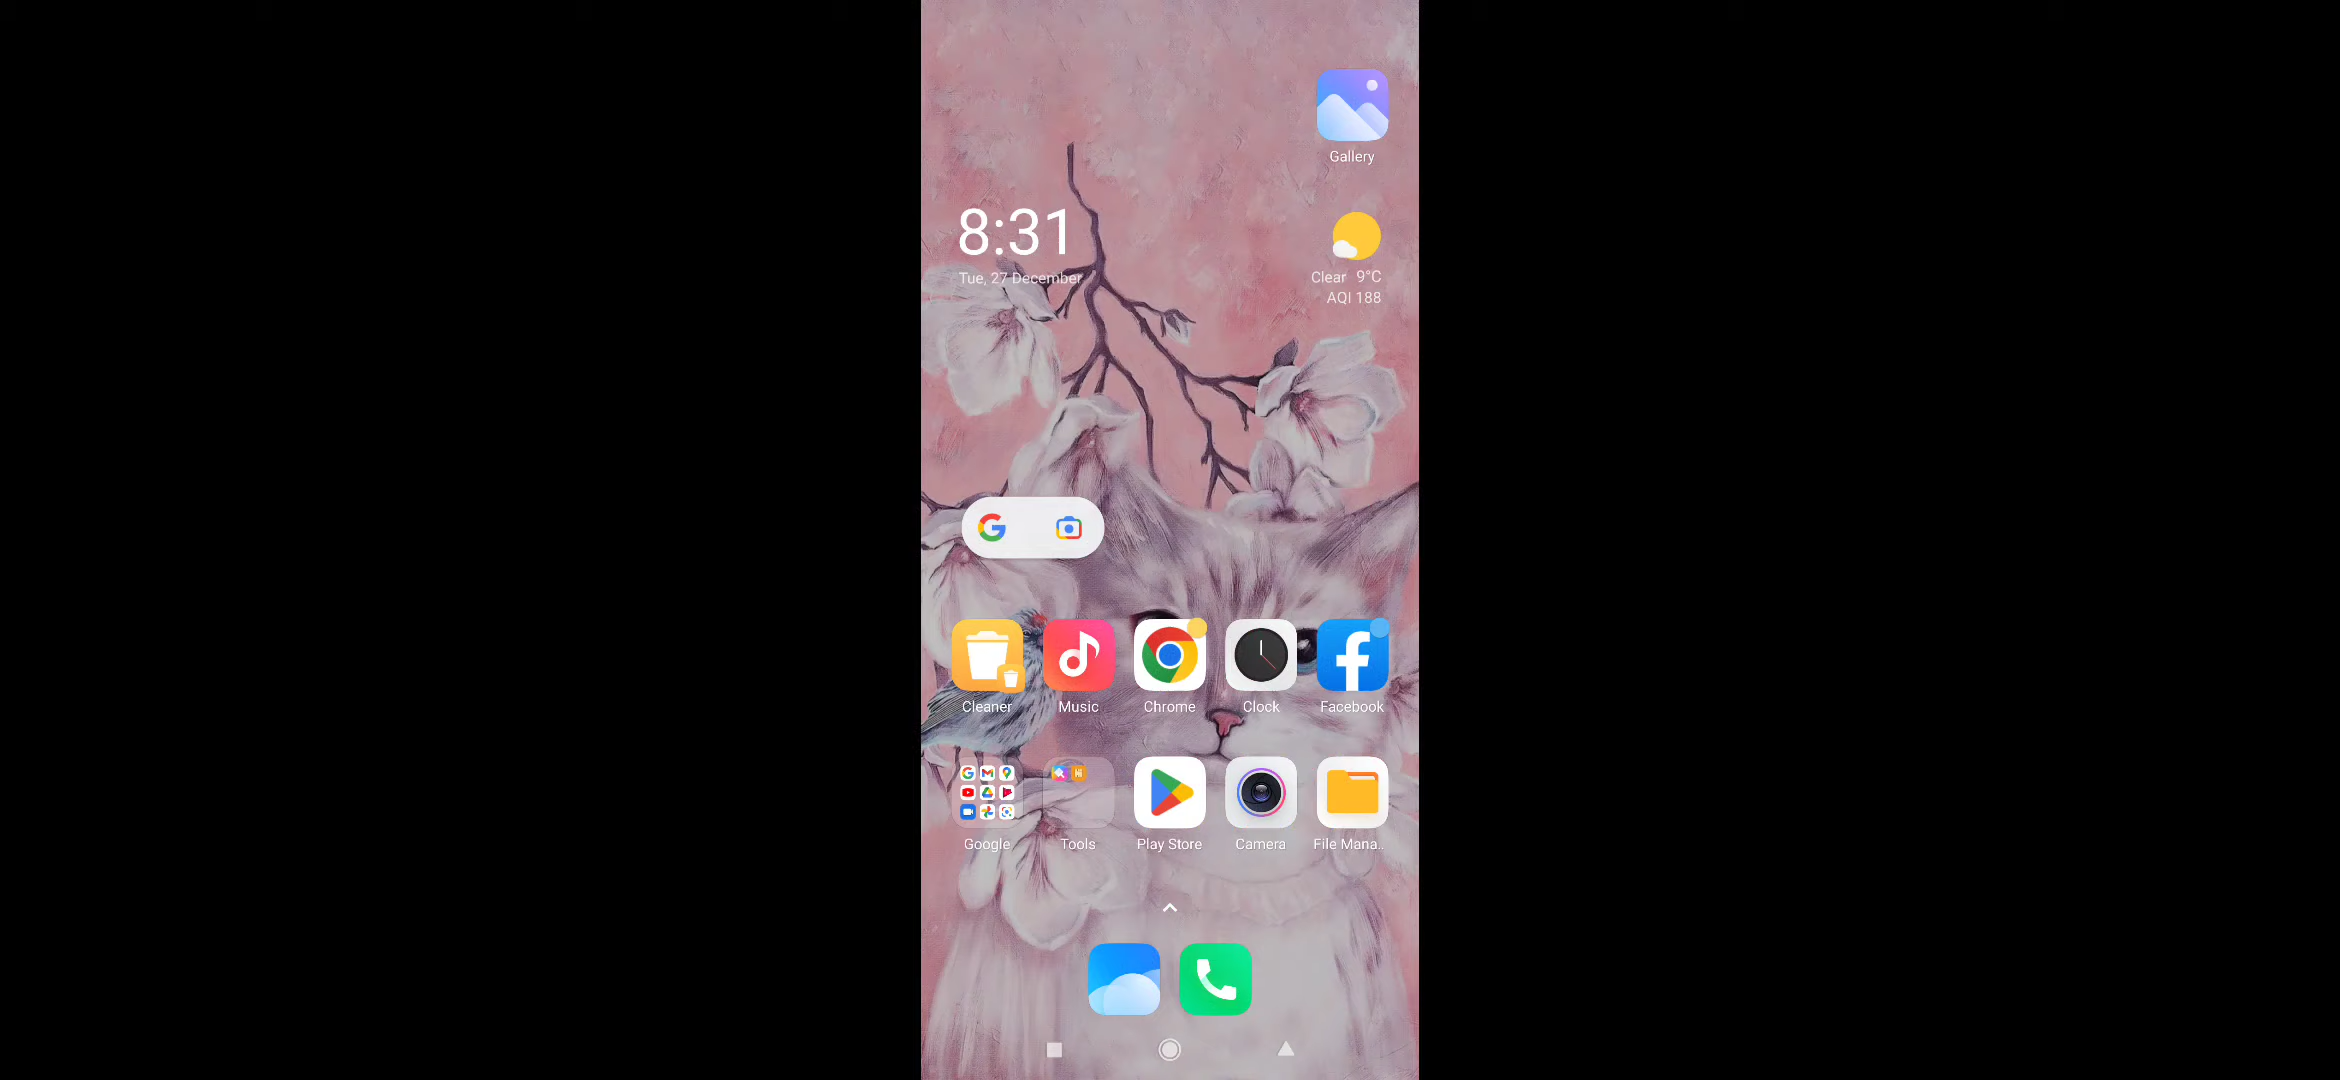 Gallery
8:31
Tue, 27 December
Clear 9°C
AQI 188
Cleaner
Music
Chrome
Clock
Facebook
Google
Tools
Play Store
Camera
File Mana..